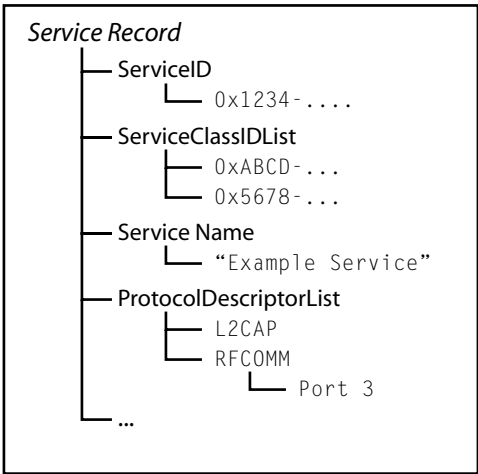 Service Record
ServiceID
0x1234-....
ServiceClassIDList
0xABCD-...
0x5678-...
Service Name
“Example Service”
ProtocolDescriptorList
L2CAP
RFCOMM
Port 3
...